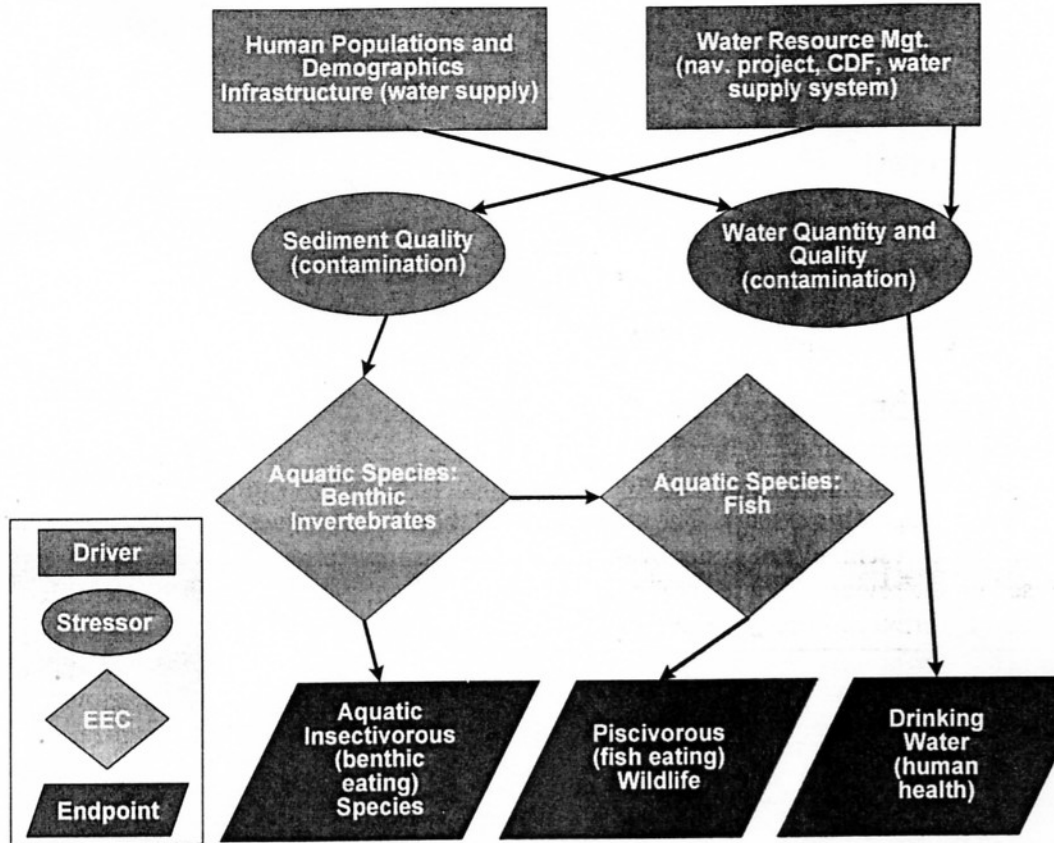 Human Populations and
Demographics
Infrastructure (water supply)
Water Resource Mgt.
(nav. project, CDF, water
supply system)
Sediment Quality
(contamination)
Water Quantity and
Quality
(contamination)
Aquatic Species:
Benthic
Invertebrates
Aquatic Species:
Fish
Driver
Stressor
EEC
Endpoint
Aquatic
Insectivorous
(benthic
eating)
Species
Piscivorous
(fish eating)
Wildlife
Drinking
Water
(human
health)